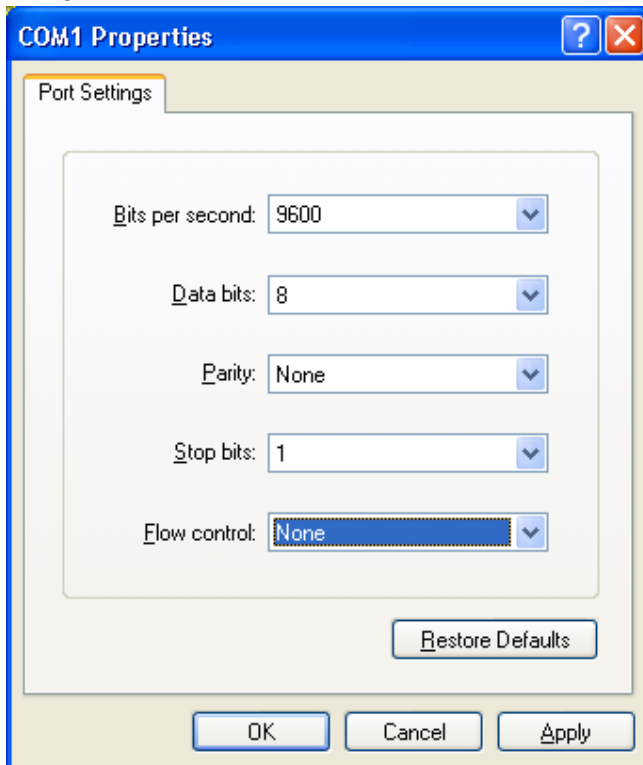 COM1 Properties
Port Settings
Bits per second: 9600
Data bits: 8
Parity: None
Stop bits: 1
Flow control: None
Restore Defaults
OK Cancel Apply